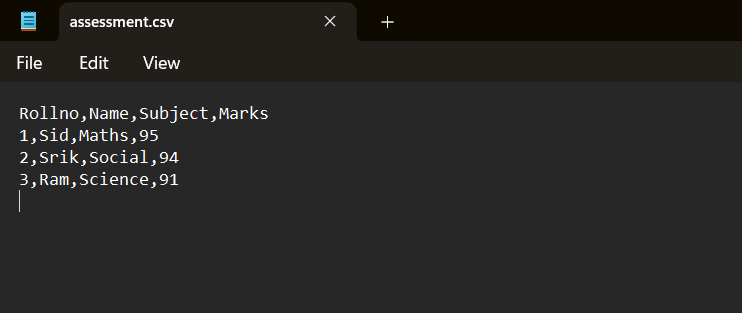 assessment.csv
File Edit View
Rollno,Name,Subject,Marks
1,Sid,Maths,95
2,Srik,Social,94
3,Ram,Science,91